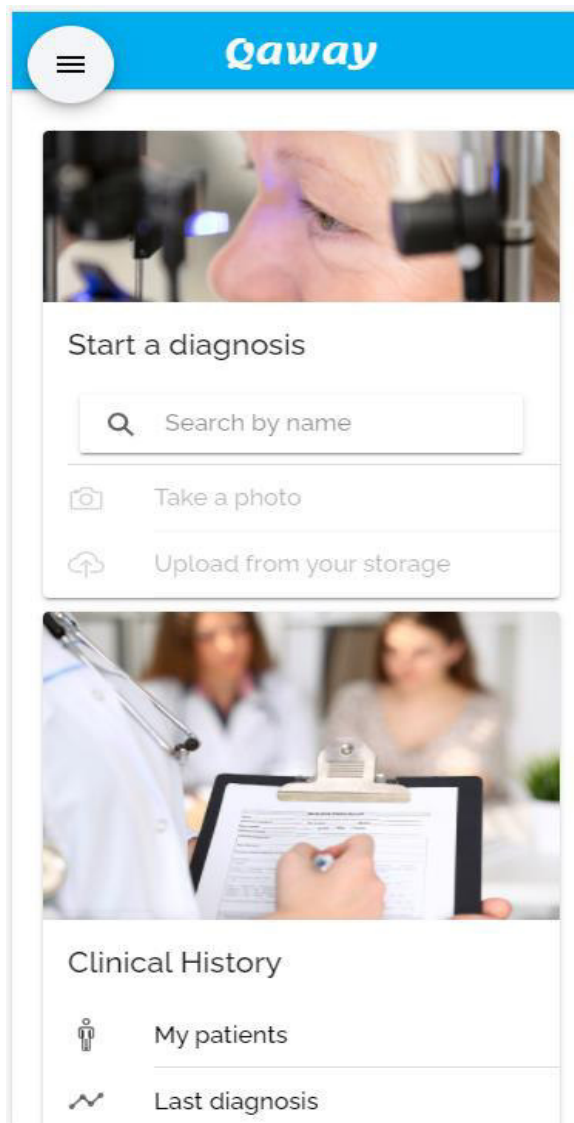 Qaway
Start a diagnosis
Search by name
Take a photo
Upload from your storage
Clinical History
My patients
Last diagnosis